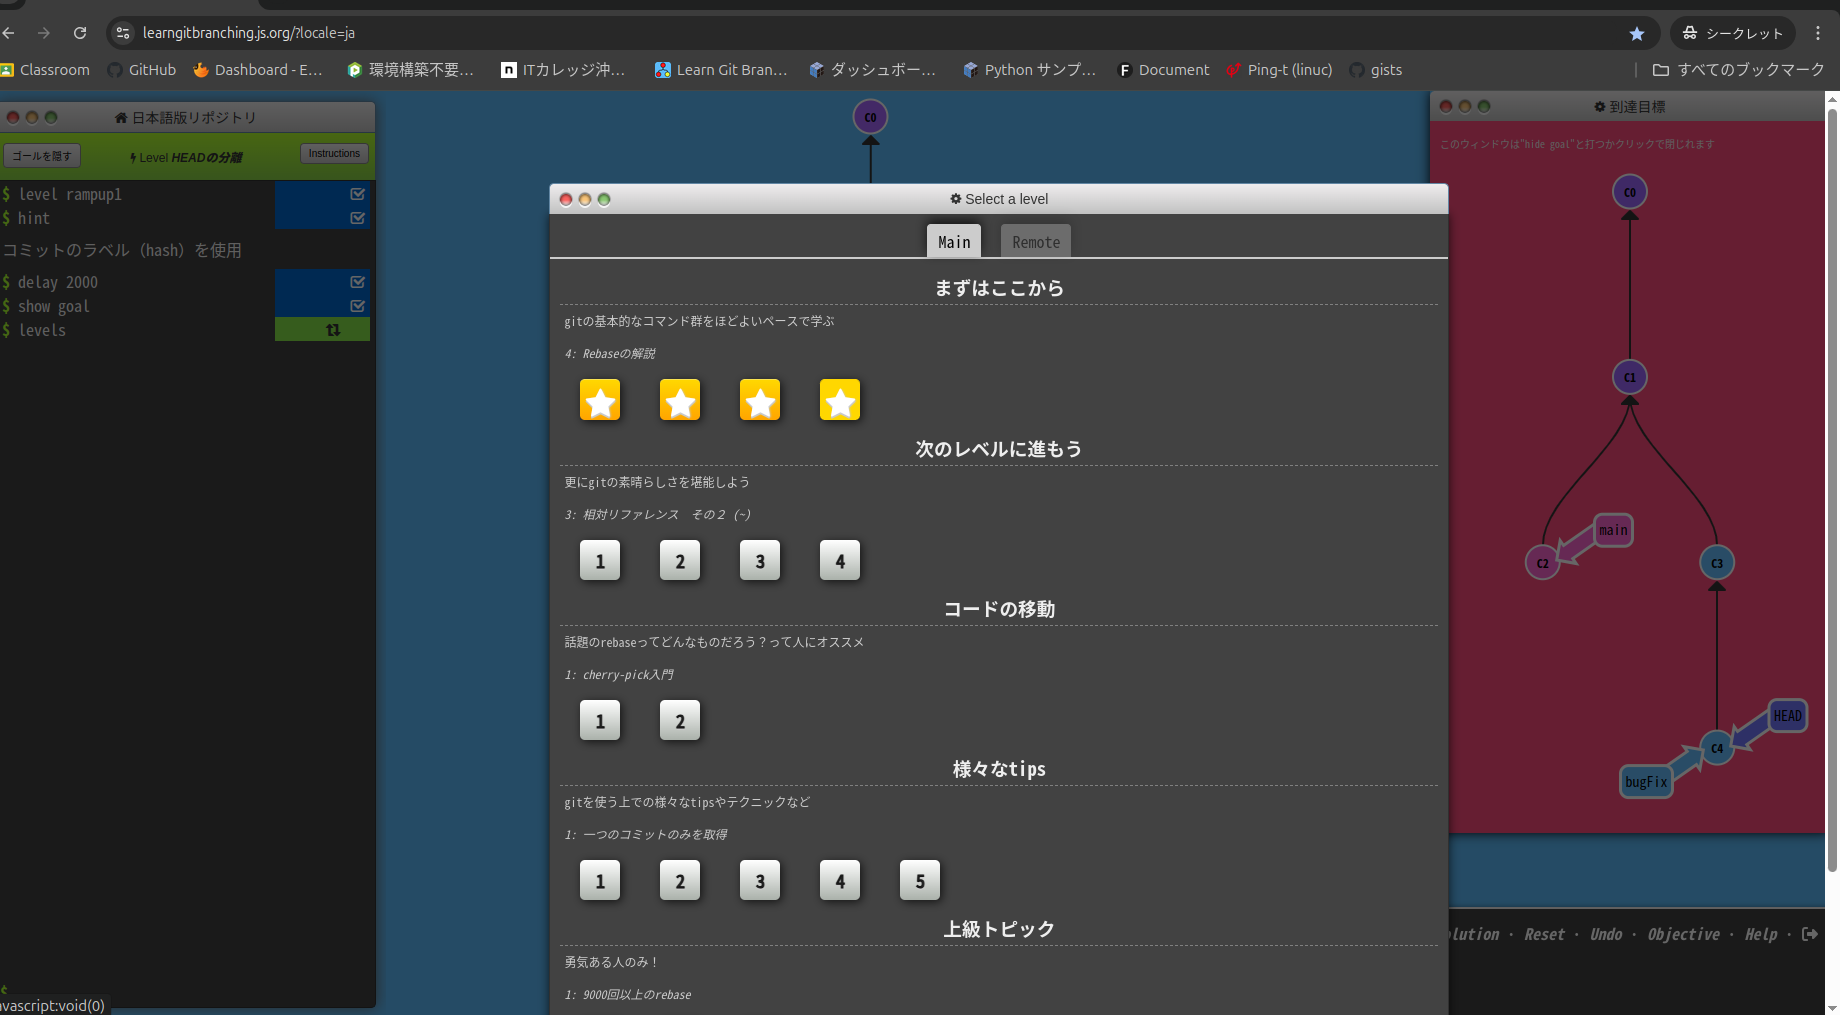 learngitbranching.js.org/?locale=ja
シークレット
Classroom
GitHub
Dashboard - E...
環境構築不要...
ITカレッジ沖...
Learn Git Bran...
ダッシュボー...
Python サンプ...
Document
Ping-t (linuc)
gists
すべてのブックマーク
日本語版リポジトリ
ゴールを隠す
Level HEADの分離
Instructions
$ level rampup1
$ hint
コミットのラベル（hash）を使用
$ delay 2000
$ show goal
$ levels
$
avascript:void(0)
C0
Select a level
Main
Remote
まずはここから
gitの基本的なコマンド群をほどよいペースで学ぶ
4: Rebaseの解説
次のレベルに進もう
更にgitの素晴らしさを堪能しよう
3: 相対リファレンス　その２ (~)
1 2 3 4
コードの移動
話題のrebaseってどんなものだろう？って人にオススメ
1: cherry-pick入門
1 2
様々なtips
gitを使う上での様々なtipsやテクニックなど
1: 一つのコミットのみを取得
1 2 3 4 5
上級トピック
勇気ある人のみ！
1: 9000回以上のrebase
到達目標
このウィンドウは"hide goal"と打つかクリックで閉じれます
C0
C1
main
C2
C3
HEAD
C4
bugFix
lution · Reset · Undo · Objective · Help ·